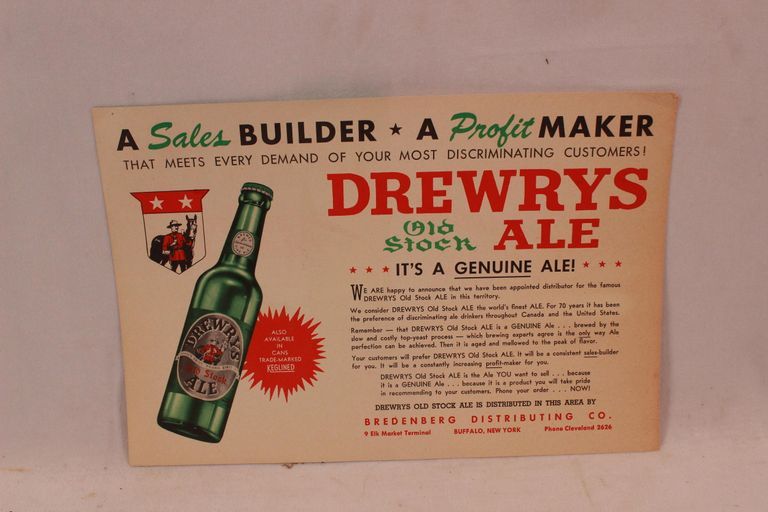 A Sales BUILDER ★ A Profit MAKER
THAT MEETS EVERY DEMAND OF YOUR MOST DISCRIMINATING CUSTOMERS!
DREWRYS
Old Stock ALE
★ ★ ★ IT'S A GENUINE ALE! ★ ★ ★
WE ARE happy to announce that we have been appointed distributor for the famous
DREWRYS Old Stock ALE in this territory.
We consider DREWRYS Old Stock ALE the world's finest ALE. For 70 years it has been
the preference of discriminating ale drinkers throughout Canada and the United States.
Remember — that DREWRYS Old Stock ALE is a GENUINE Ale . . . brewed by the
slow and costly top-yeast process — which brewing experts agree is the only way Ale
perfection can be achieved. Then it is aged and mellowed to the peak of flavor.
Your customers will prefer DREWRYS Old Stock ALE. It will be a consistent sales-builder
for you. It will be a constantly increasing profit-maker for you.
DREWRYS Old Stock ALE is the Ale YOU want to sell . . . because
it is a GENUINE Ale . . . because it is a product you will take pride
in recommending to your customers. Phone your order . . . NOW!
DREWRYS OLD STOCK ALE IS DISTRIBUTED IN THIS AREA BY
BREDENBERG DISTRIBUTING CO.
9 Elk Market Terminal BUFFALO, NEW YORK Phone Cleveland 2626
ALSO
AVAILABLE
IN
CANS
TRADE-MARKED
KEGLINED
DREWRYS
Old Stock
ALE